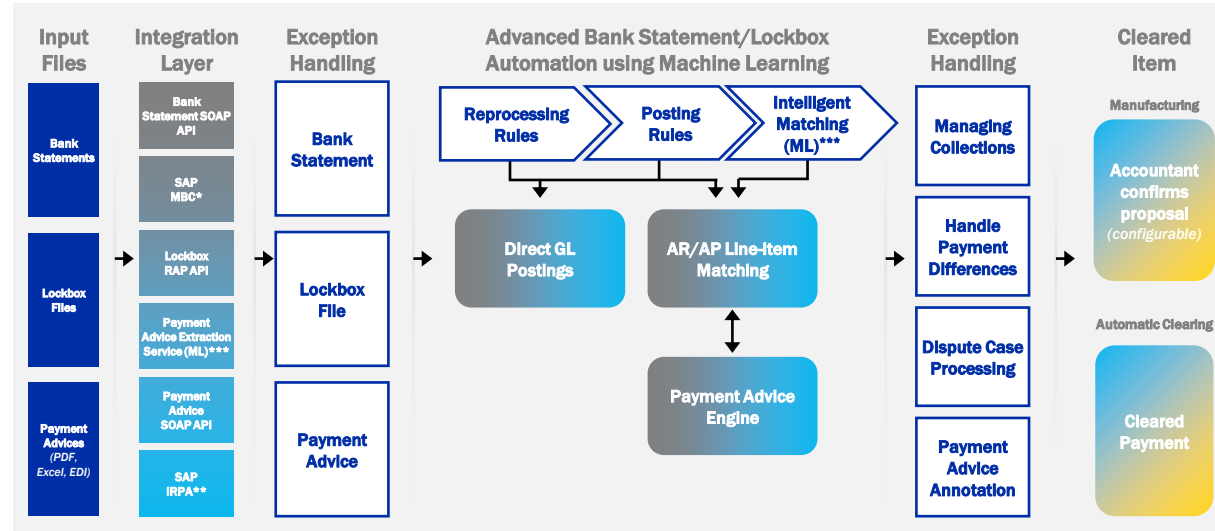 Input
Files
Integration
Layer
Exception
Handling
Advanced Bank Statement/Lockbox
Automation using Machine Learning
Exception
Handling
Cleared
Item
Bank
Statements
Lockbox
Files
Payment
Advices
(PDF,
Excel, EDI)
Bank
Statement SOAP
API
SAP
MBC*
Lockbox
RAP API
Payment
Advice Extraction
Service (ML)***
Payment
Advice
SOAP API
SAP
IRPA**
Bank
Statement
Lockbox
File
Payment
Advice
Reprocessing
Rules
Posting
Rules
Intelligent
Matching
(ML)***
Direct GL
Postings
AR/AP Line-item
Matching
Payment Advice
Engine
Managing
Collections
Handle
Payment
Differences
Dispute Case
Processing
Payment
Advice
Annotation
Manufacturing
Accountant
confirms
proposal
(configurable)
Automatic Clearing
Cleared
Payment